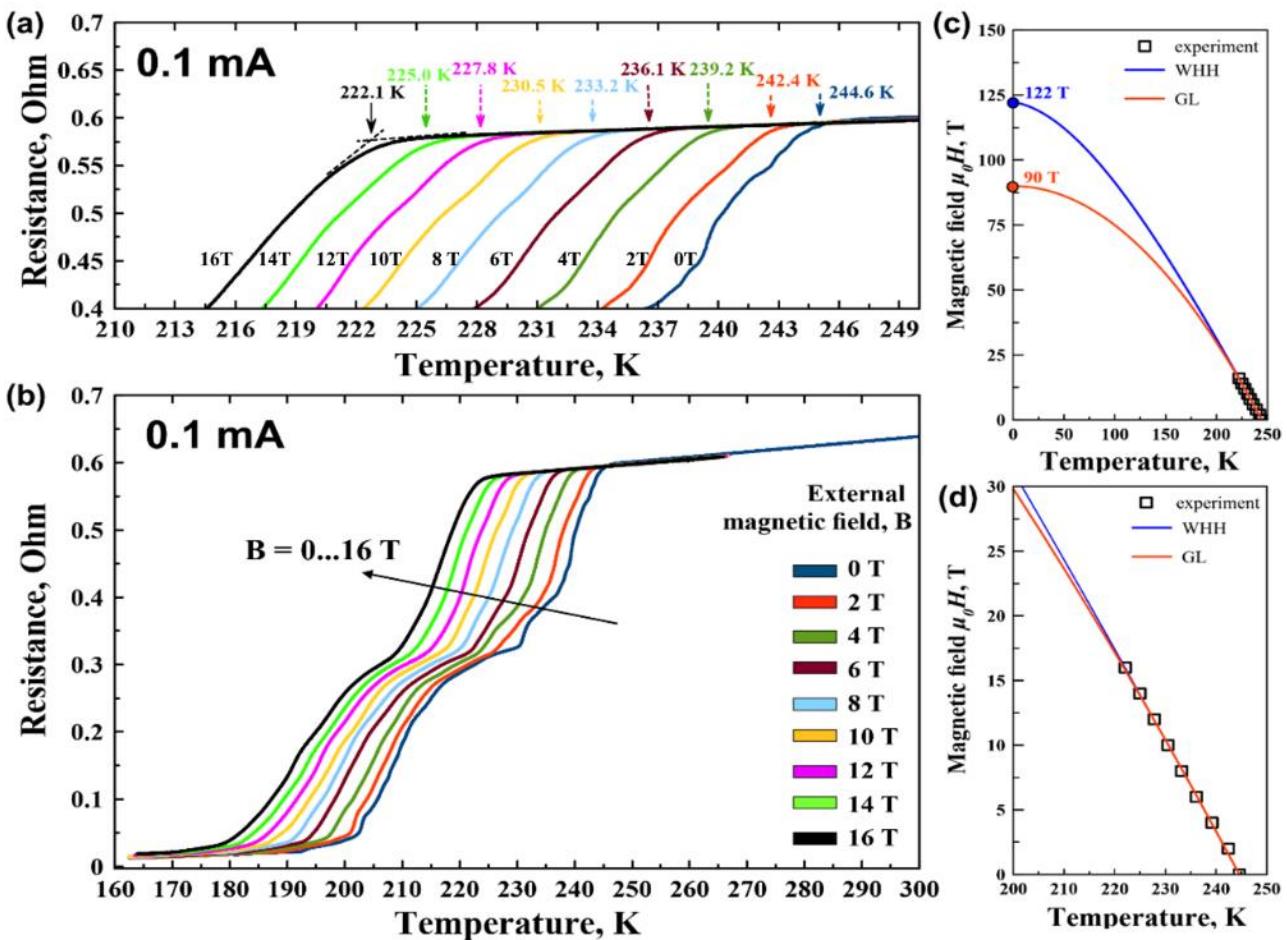 (a)
0.1 mA
222.1 K
225.0 K
227.8 K
230.5 K
233.2 K
236.1 K
239.2 K
242.4 K
244.6 K
16T
14T
12T
10T
8 T
6T
4T
2T
0T
0.7
0.65
0.6
0.55
0.5
0.45
0.4
Resistance, Ohm
210 213 216 219 222 225 228 231 234 237 240 243 246 249
Temperature, K
(b)
0.1 mA
B = 0...16 T
External
magnetic field, B
0 T
2 T
4 T
6 T
8 T
10 T
12 T
14 T
16 T
0.7
0.6
0.5
0.4
0.3
0.2
0.1
0
Resistance, Ohm
160 170 180 190 200 210 220 230 240 250 260 270 280 290 300
Temperature, K
(c)
experiment
WHH
GL
122 T
90 T
150
125
100
75
50
25
0
Magnetic field μ₀H, T
0 50 100 150 200 250
Temperature, K
(d)
experiment
WHH
GL
30
25
20
15
10
5
0
Magnetic field μ₀H, T
200 210 220 230 240 250
Temperature, K